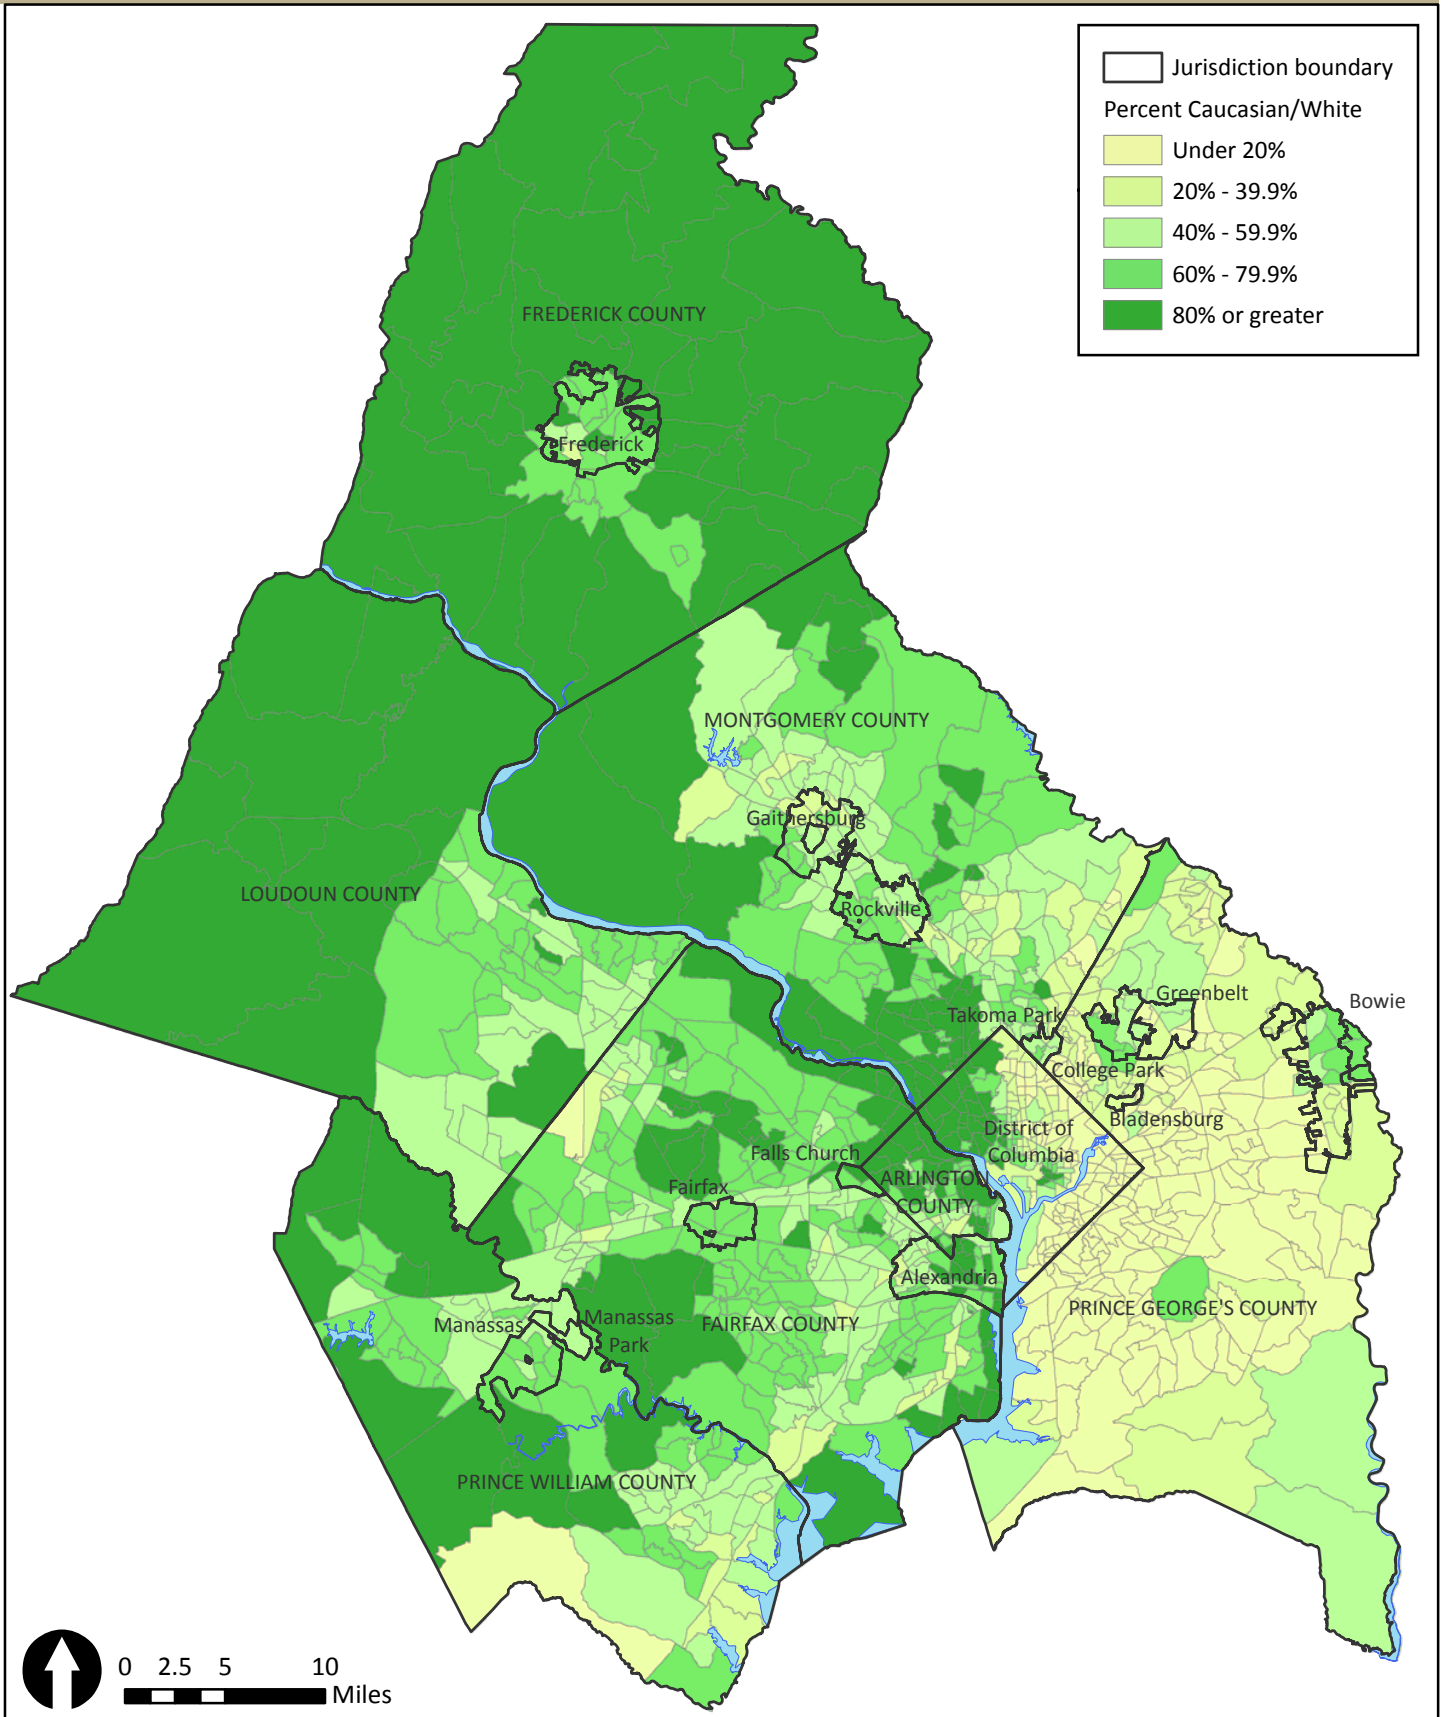 Jurisdiction boundary
Percent Caucasian/White
Under 20%
20% - 39.9%
40% - 59.9%
60% - 79.9%
80% or greater
FREDERICK COUNTY
Frederick
MONTGOMERY COUNTY
Gaithersburg
LOUDOUN COUNTY
Rockville
Greenbelt
Bowie
Takoma Park
College Park
Bladensburg
District of
Columbia
Falls Church
ARLINGTON
COUNTY
Fairfax
Alexandria
PRINCE GEORGE'S COUNTY
Manassas
Manassas
Park
FAIRFAX COUNTY
PRINCE WILLIAM COUNTY
0 2.5 5 10
Miles